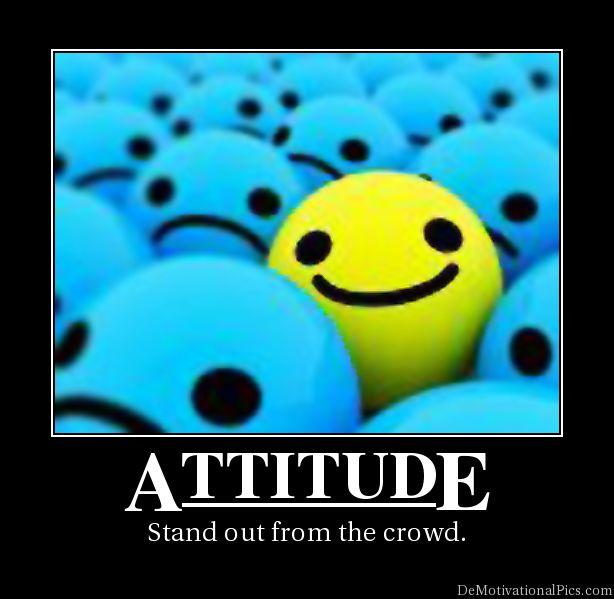 ATTITUDE
Stand out from the crowd.
DeMotivationalPics.com